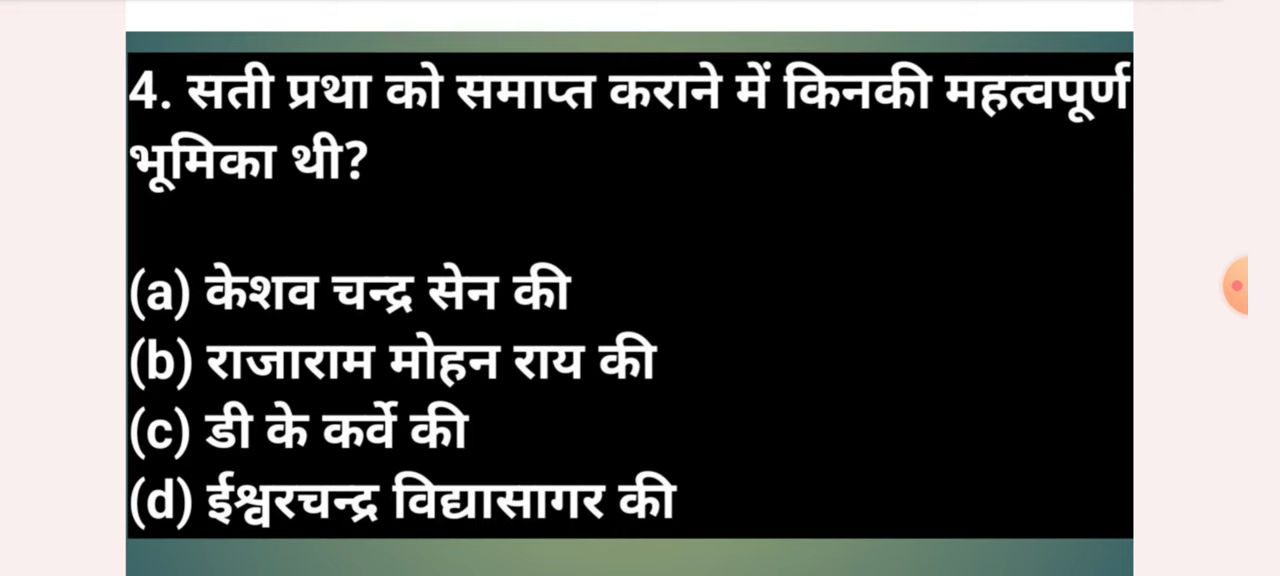 4. सती प्रथा को समाप्त कराने में किनकी महत्वपूर्ण
भूमिका थी?
(a) केशव चन्द्र सेन की
(b) राजाराम मोहन राय की
(c) डी के कर्वे की
(d) ईश्वरचन्द्र विद्यासागर की